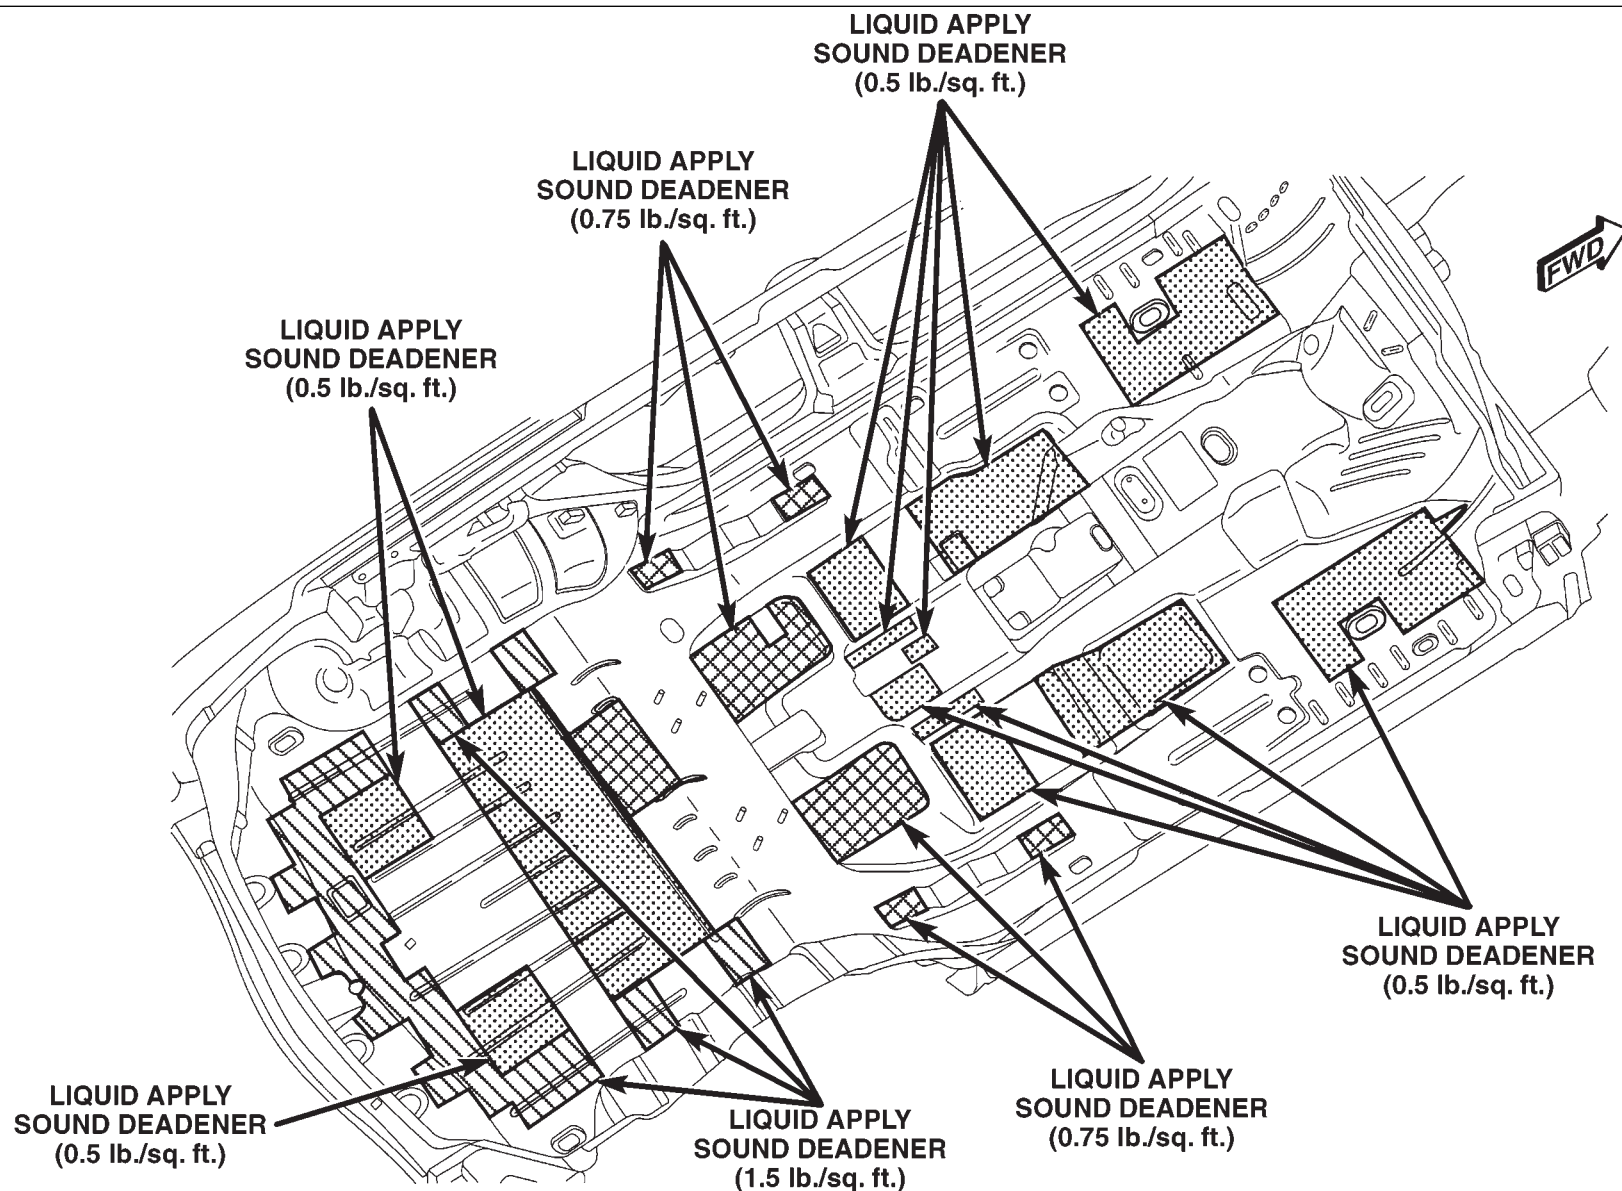 LIQUID APPLY
SOUND DEADENER
(0.5 lb./sq. ft.)
LIQUID APPLY
SOUND DEADENER
(0.75 lb./sq. ft.)
FWD
LIQUID APPLY
SOUND DEADENER
(0.5 lb./sq. ft.)
LIQUID APPLY
SOUND DEADENER
(0.5 lb./sq. ft.)
LIQUID APPLY
SOUND DEADENER
(0.75 lb./sq. ft.)
LIQUID APPLY
SOUND DEADENER
(0.5 lb./sq. ft.)
LIQUID APPLY
SOUND DEADENER
(1.5 lb./sq. ft.)